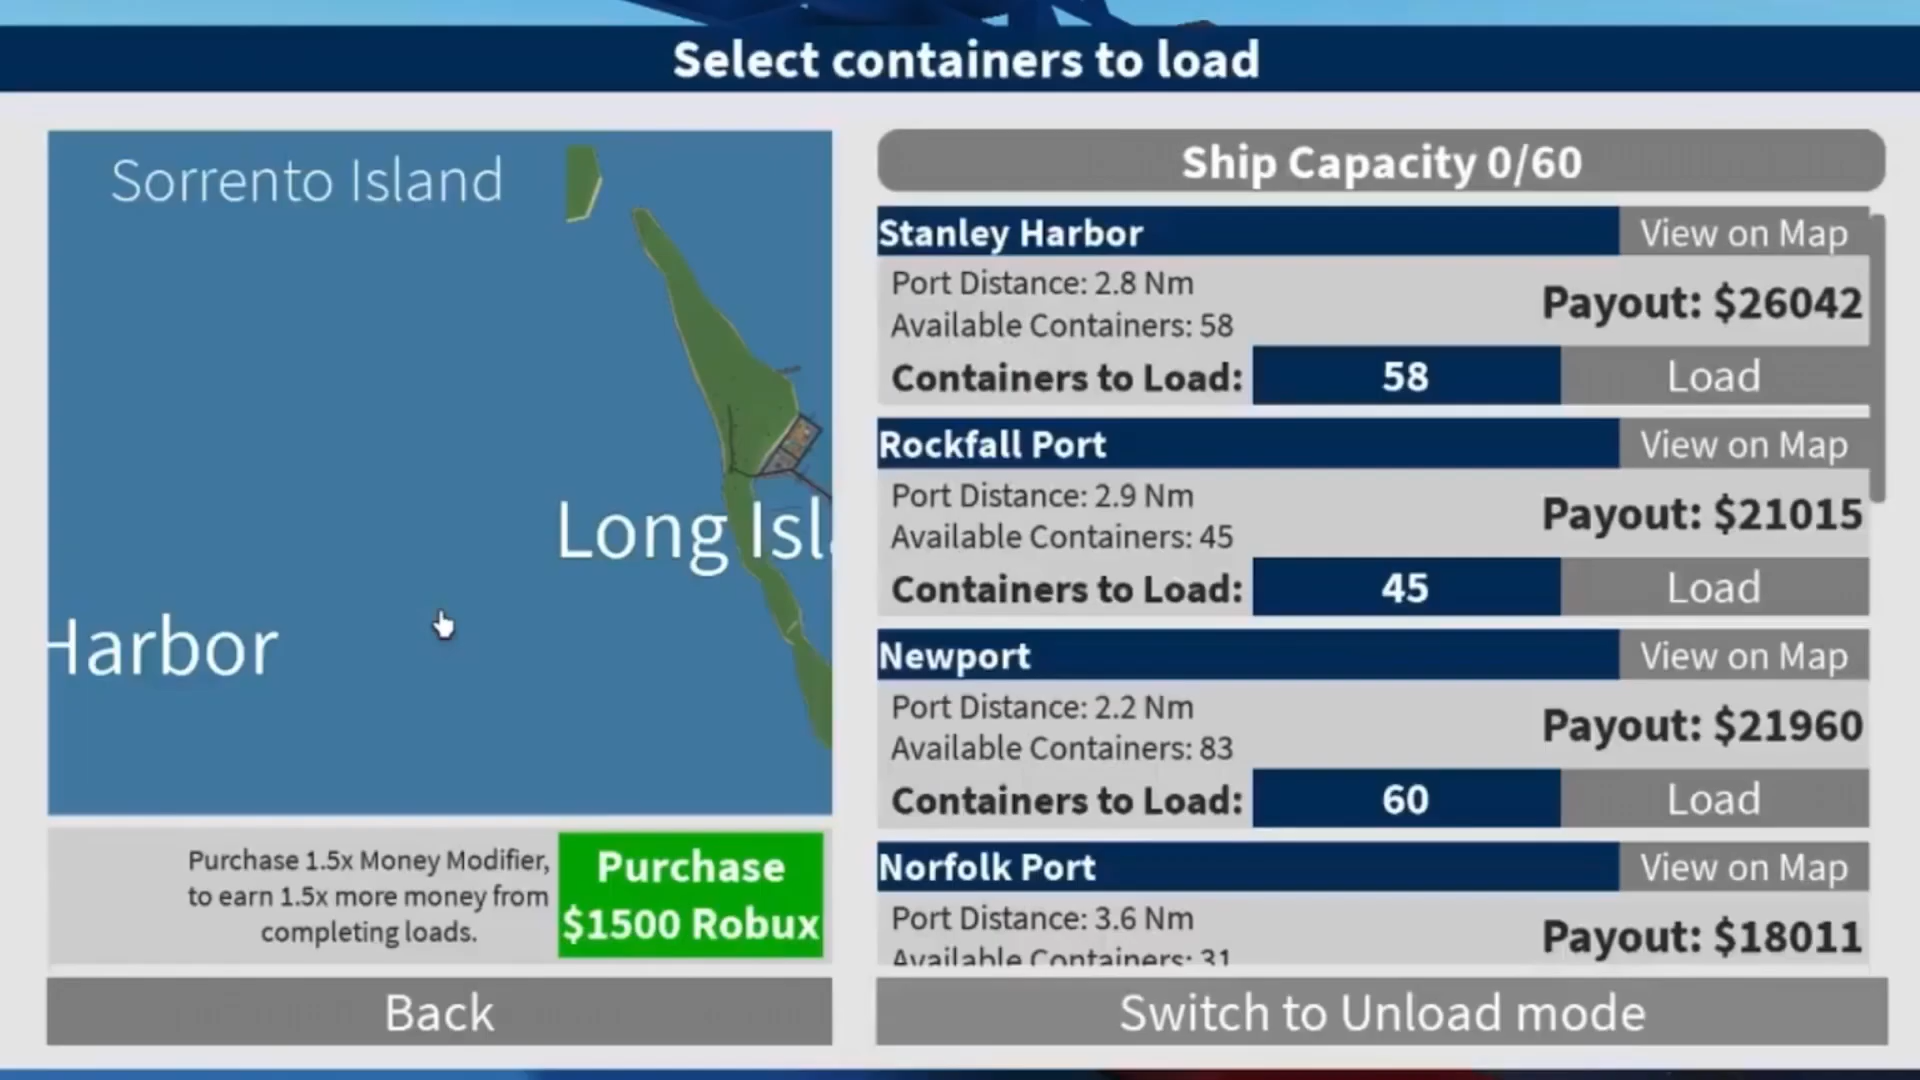 Select containers to load
Sorrento Island
Long Isl
Harbor
Purchase 1.5x Money Modifier,
to earn 1.5x more money from
completing loads.
Purchase
$1500 Robux
Back
Ship Capacity 0/60
Stanley Harbor
View on Map
Port Distance: 2.8 Nm
Available Containers: 58
Payout: $26042
Containers to Load:
58
Load
Rockfall Port
View on Map
Port Distance: 2.9 Nm
Available Containers: 45
Payout: $21015
Containers to Load:
45
Load
Newport
View on Map
Port Distance: 2.2 Nm
Available Containers: 83
Payout: $21960
Containers to Load:
60
Load
Norfolk Port
View on Map
Port Distance: 3.6 Nm
Available Containers: 31
Payout: $18011
Switch to Unload mode